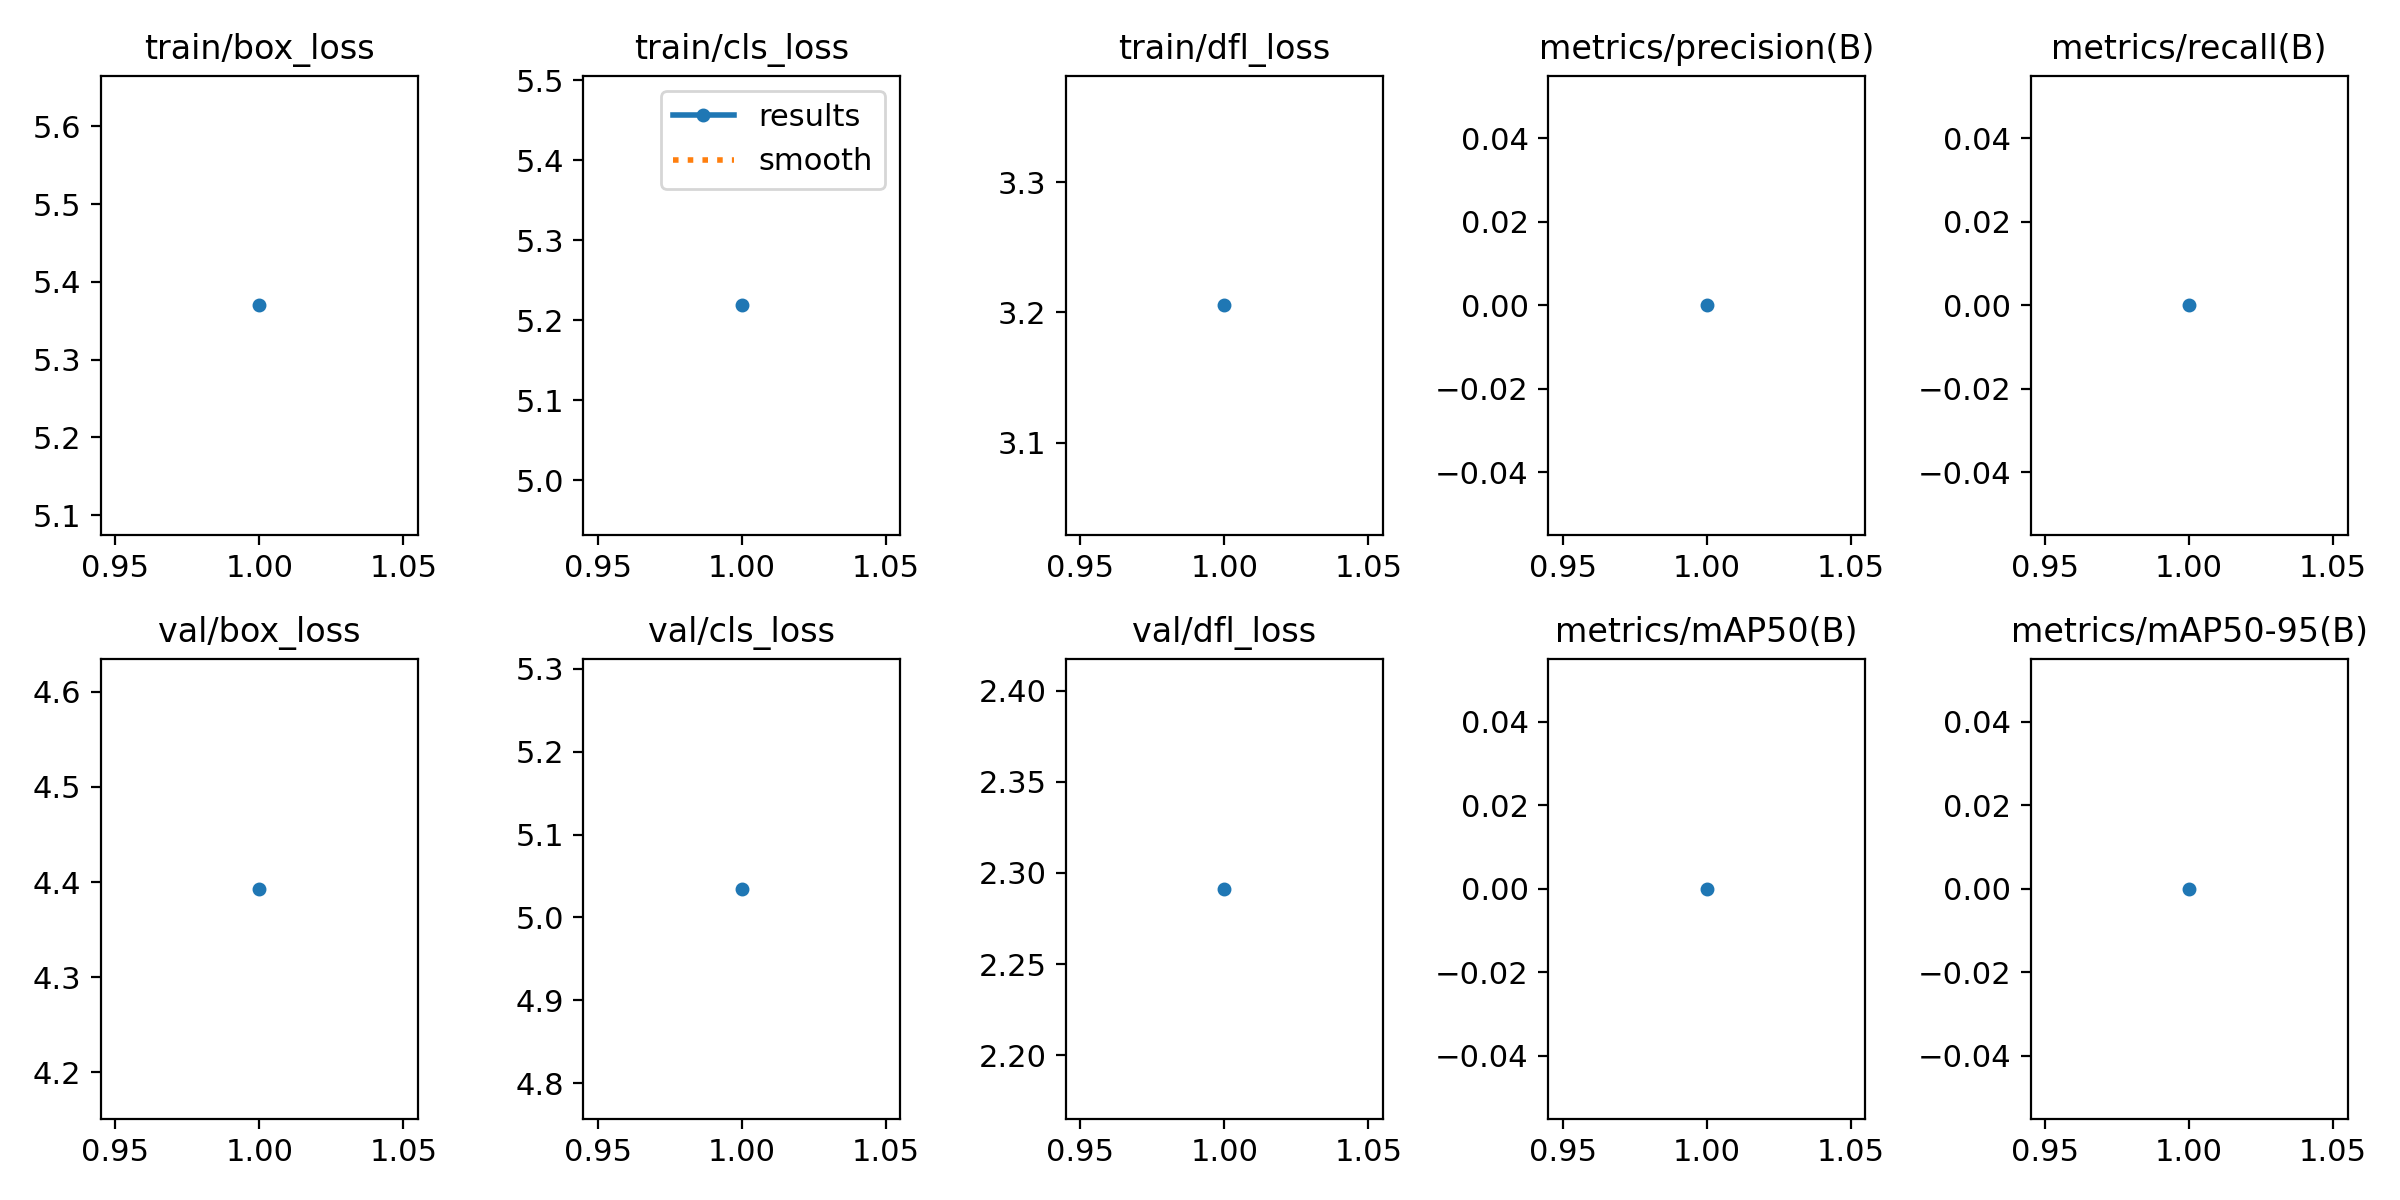 train/box_loss
train/cls_loss
train/dfl_loss
metrics/precision(B)
metrics/recall(B)
5.6
5.5
5.4
5.3
5.2
5.1
0.95 1.00 1.05
5.5
5.4
5.3
5.2
5.1
5.0
results
smooth
0.95 1.00 1.05
3.3
3.2
3.1
0.95 1.00 1.05
0.04
0.02
0.00
−0.02
−0.04
0.95 1.00 1.05
0.04
0.02
0.00
−0.02
−0.04
0.95 1.00 1.05
val/box_loss
val/cls_loss
val/dfl_loss
metrics/mAP50(B)
metrics/mAP50-95(B)
4.6
4.5
4.4
4.3
4.2
0.95 1.00 1.05
5.3
5.2
5.1
5.0
4.9
4.8
0.95 1.00 1.05
2.40
2.35
2.30
2.25
2.20
0.95 1.00 1.05
0.04
0.02
0.00
−0.02
−0.04
0.95 1.00 1.05
0.04
0.02
0.00
−0.02
−0.04
0.95 1.00 1.05